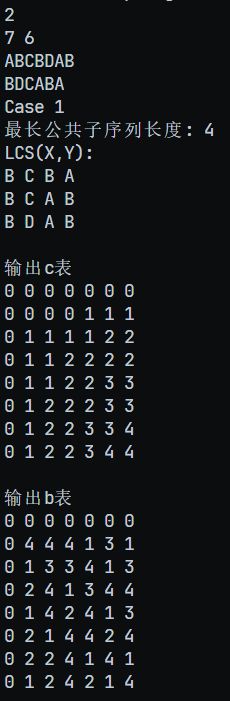 2
7 6
ABCBDAB
BDCABA
Case 1
最长公共子序列长度: 4
LCS(X,Y):
B C B A
B C A B
B D A B
输出c表
0 0 0 0 0 0 0
0 0 0 0 1 1 1
0 1 1 1 1 2 2
0 1 1 2 2 2 2
0 1 1 2 2 3 3
0 1 2 2 2 3 3
0 1 2 2 3 3 4
0 1 2 2 3 4 4
输出b表
0 0 0 0 0 0 0
0 4 4 4 1 3 1
0 1 3 3 4 1 3
0 2 4 1 3 4 4
0 1 4 2 4 1 3
0 2 1 4 4 2 4
0 2 2 4 1 4 1
0 1 2 4 2 1 4